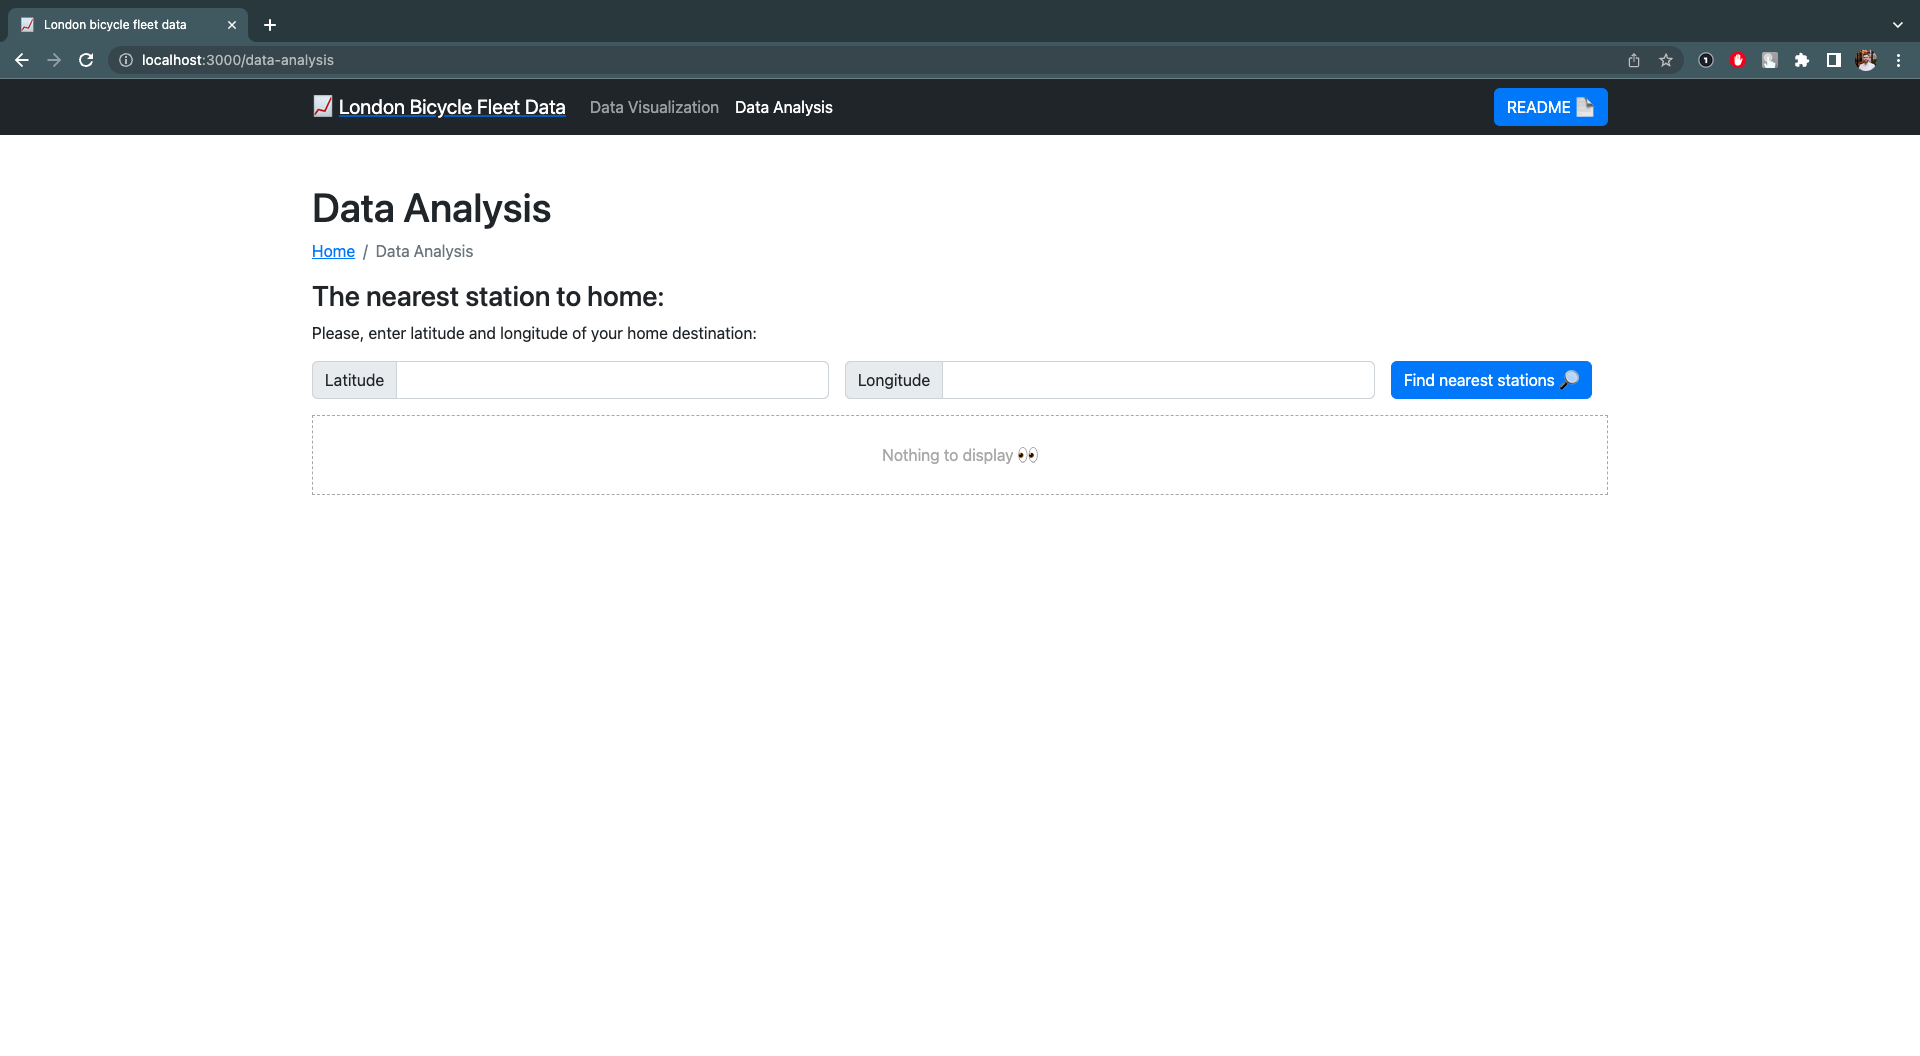 London bicycle fleet data
localhost:3000/data-analysis
London Bicycle Fleet Data Data Visualization Data Analysis README
Data Analysis
Home / Data Analysis
The nearest station to home:
Please, enter latitude and longitude of your home destination:
Latitude Longitude Find nearest stations
Nothing to display